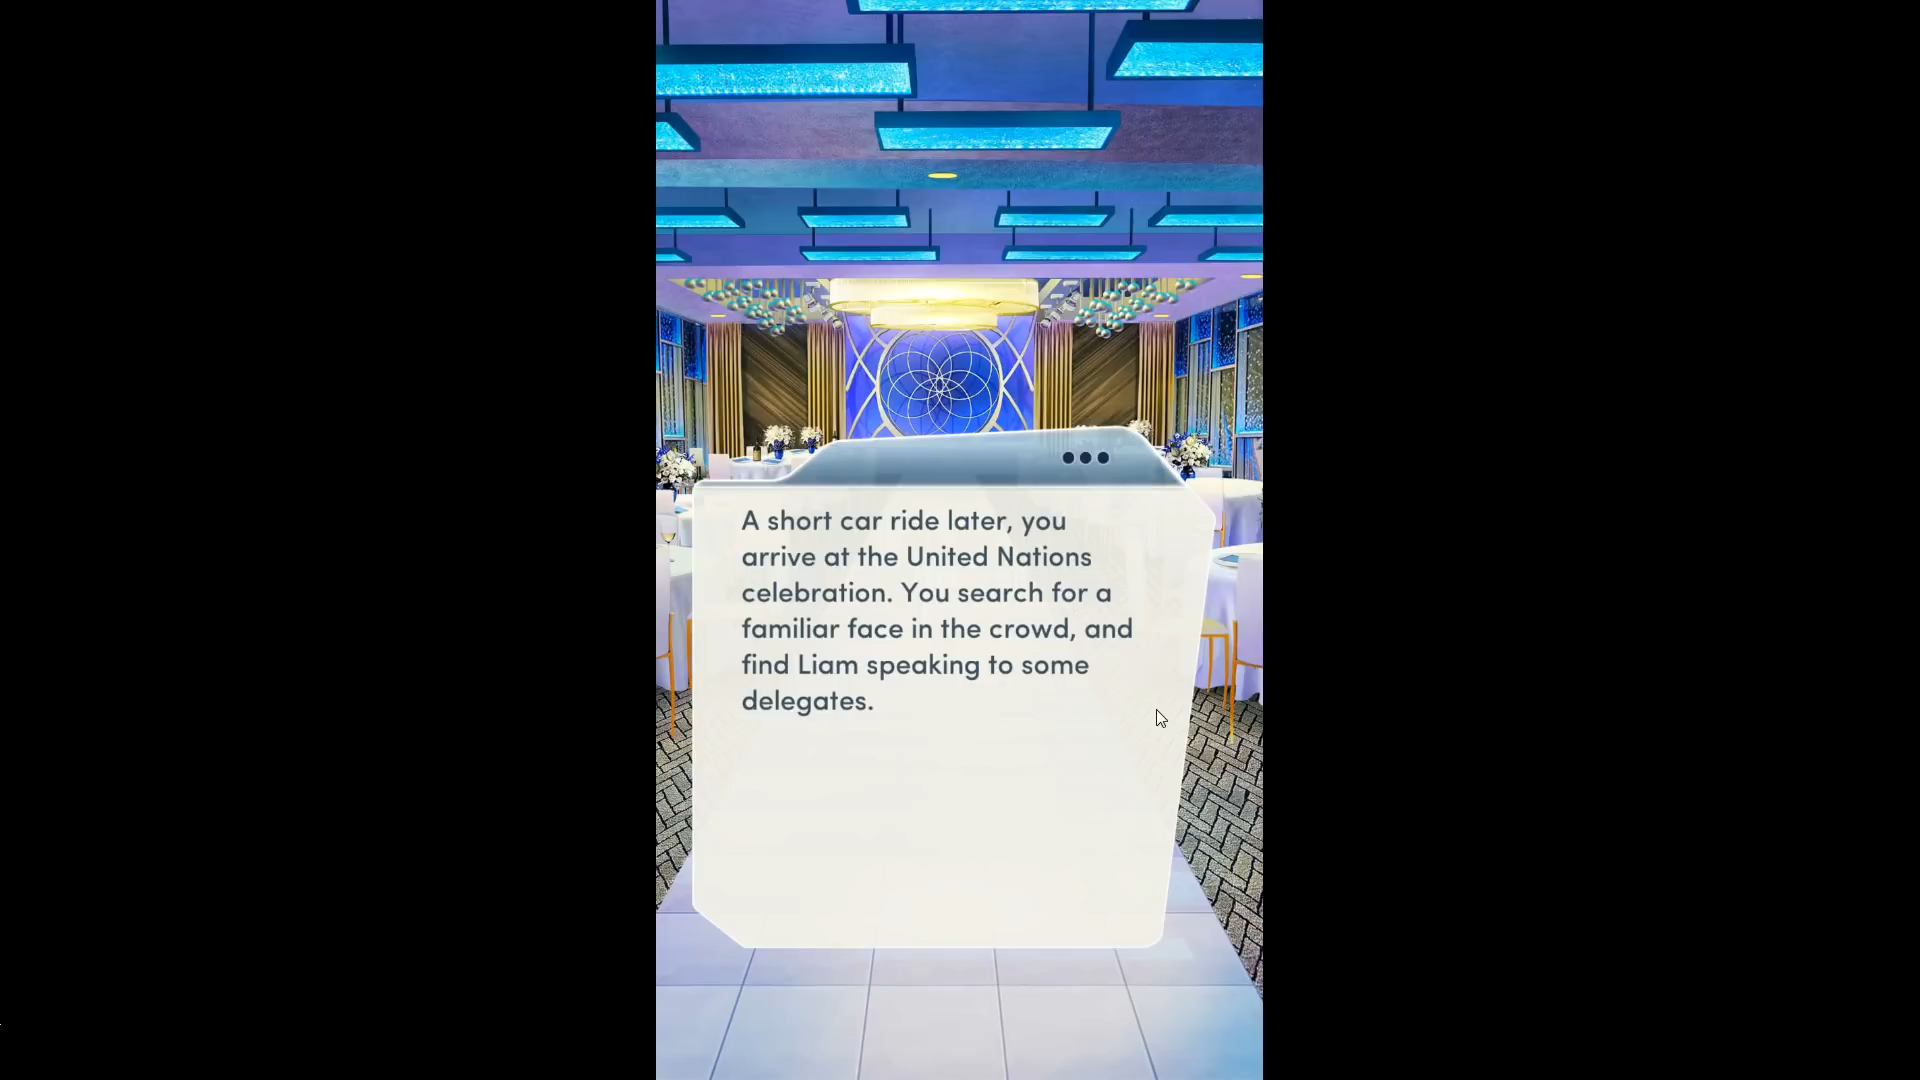 A short car ride later, you
arrive at the United Nations
celebration. You search for a
familiar face in the crowd, and
find Liam speaking to some
delegates.